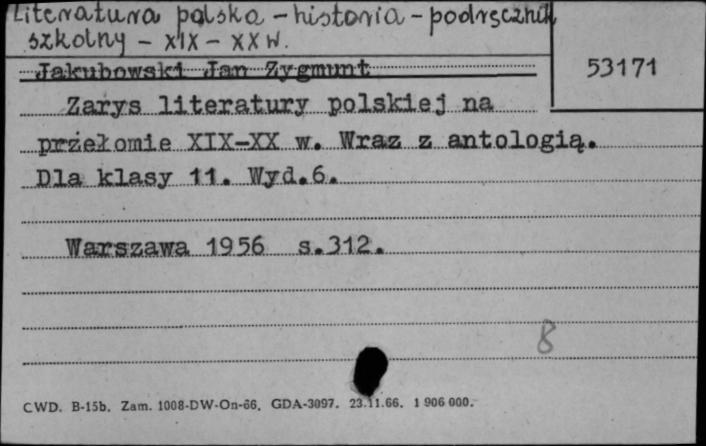 Literatura polska - historia - podręcznik
szkolny - XIX - XX w.
53171
Jakubowski Jan Zygmunt
Zarys literatury polskiej na
przełomie XIX-XX w. Wraz z antologią.
Dla klasy 11. Wyd.6.
Warszawa 1956 s.312.
8
CWD. B-15b. Zam. 1008-DW-On-66. GDA-3097. 23.11.66. 1 906 000.